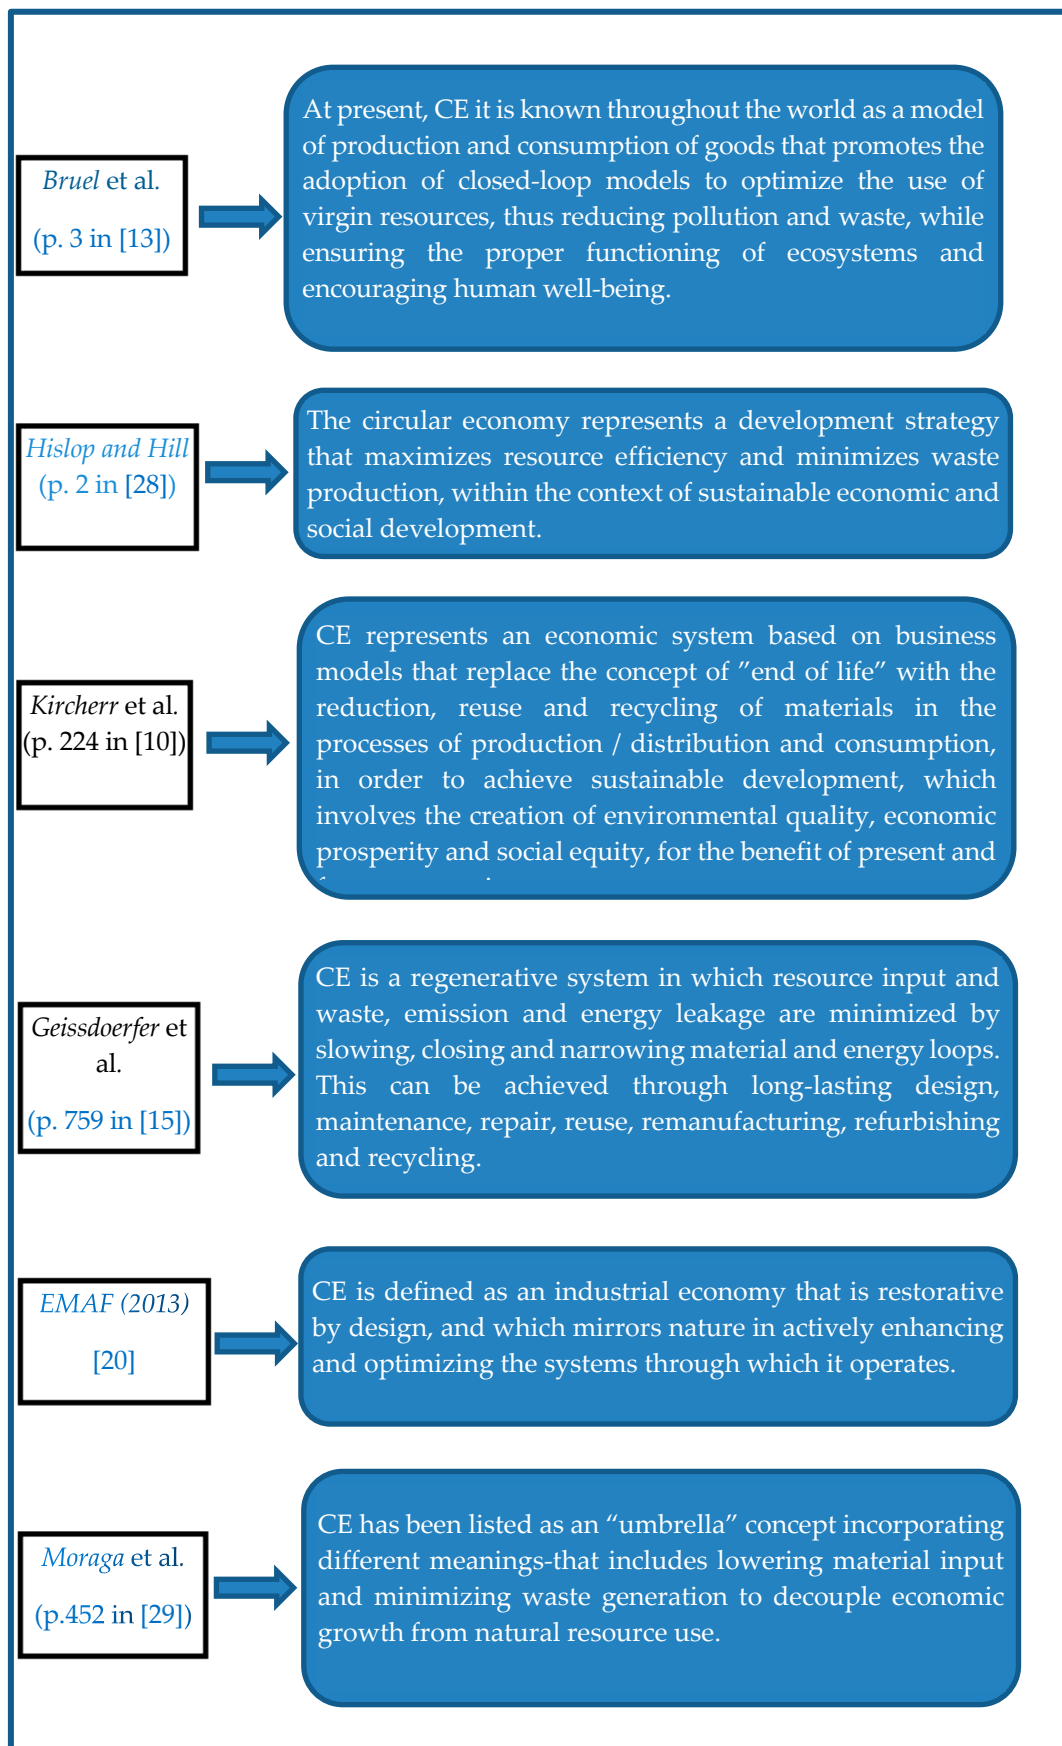 Bruel et al.
(p. 3 in [13])
At present, CE it is known throughout the world as a model
of production and consumption of goods that promotes the
adoption of closed-loop models to optimize the use of
virgin resources, thus reducing pollution and waste, while
ensuring the proper functioning of ecosystems and
encouraging human well-being.
Hislop and Hill
(p. 2 in [28])
The circular economy represents a development strategy
that maximizes resource efficiency and minimizes waste
production, within the context of sustainable economic and
social development.
Kircherr et al.
(p. 224 in [10])
CE represents an economic system based on business
models that replace the concept of ”end of life” with the
reduction, reuse and recycling of materials in the
processes of production / distribution and consumption,
in order to achieve sustainable development, which
involves the creation of environmental quality, economic
prosperity and social equity, for the benefit of present and
Geissdoerfer et
al.
(p. 759 in [15])
CE is a regenerative system in which resource input and
waste, emission and energy leakage are minimized by
slowing, closing and narrowing material and energy loops.
This can be achieved through long-lasting design,
maintenance, repair, reuse, remanufacturing, refurbishing
and recycling.
EMAF (2013)
[20]
CE is defined as an industrial economy that is restorative
by design, and which mirrors nature in actively enhancing
and optimizing the systems through which it operates.
Moraga et al.
(p.452 in [29])
CE has been listed as an “umbrella” concept incorporating
different meanings-that includes lowering material input
and minimizing waste generation to decouple economic
growth from natural resource use.